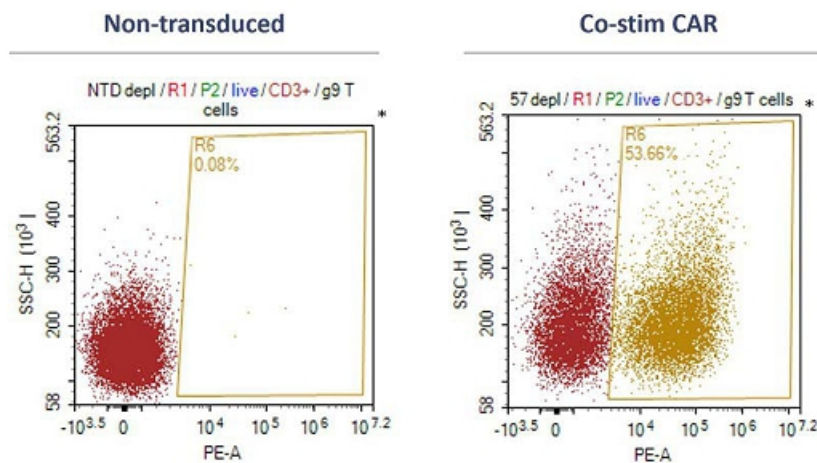 Non-transduced
NTD depl / R1 / P2 / live / CD3+ / g9 T
cells
*
563.2
400
300
200
58
SSC-H (10³ |
R6
0.08%
-10^3.5 0 10^4 10^5 10^6 10^7.2
PE-A
Co-stim CAR
57 depl / R1 / P2 / live / CD3+ / g9 T cells *
563.2
400
300
200
58
SSC-H (10³ |
R6
53.66%
-10^3.5 0 10^4 10^5 10^6 10^7.2
PE-A